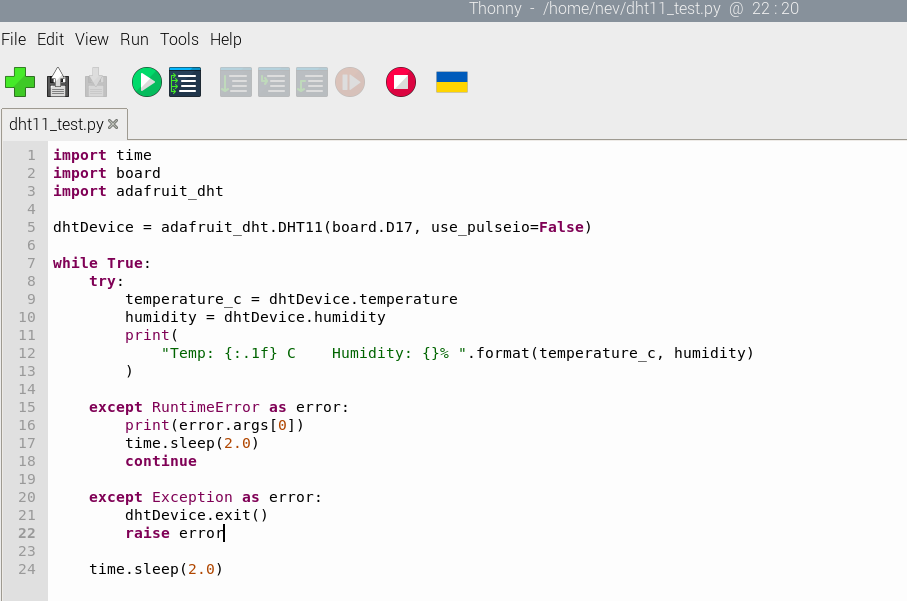 Thonny - /home/nev/dht11_test.py @ 22 : 20
File Edit View Run Tools Help
dht11_test.py
1 import time
2 import board
3 import adafruit_dht
4
5 dhtDevice = adafruit_dht.DHT11(board.D17, use_pulseio=False)
6
7 while True:
8     try:
9         temperature_c = dhtDevice.temperature
10         humidity = dhtDevice.humidity
11         print(
12             "Temp: {:.1f} C    Humidity: {}% ".format(temperature_c, humidity)
13         )
14
15     except RuntimeError as error:
16         print(error.args[0])
17         time.sleep(2.0)
18         continue
19
20     except Exception as error:
21         dhtDevice.exit()
22         raise error
23
24     time.sleep(2.0)